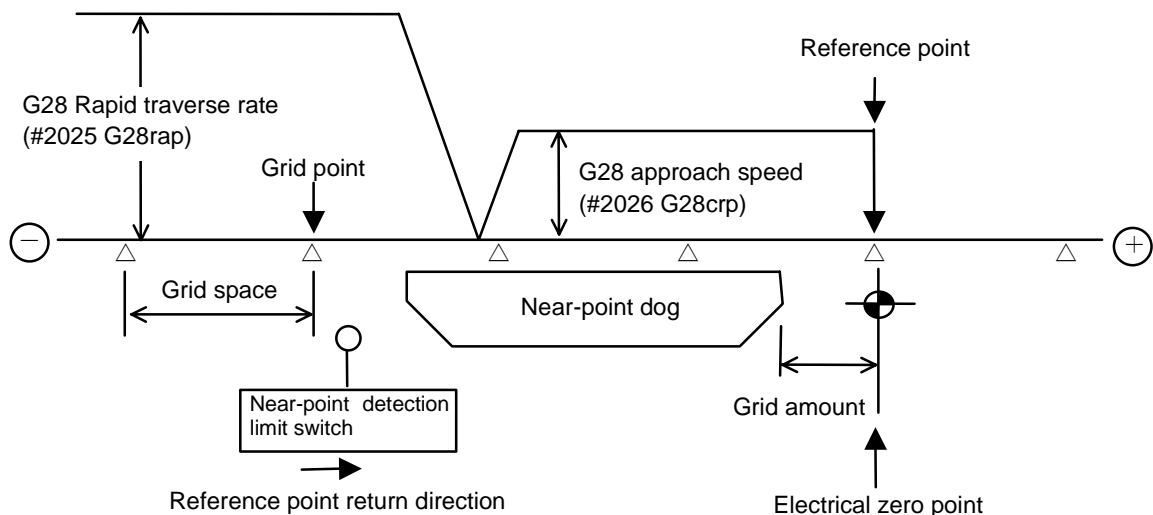 Reference point
G28 Rapid traverse rate
(#2025 G28rap)
Grid point
G28 approach speed
(#2026 G28crp)
−
+
Grid space
Near-point dog
Near-point detection
limit switch
Grid amount
Reference point return direction
Electrical zero point